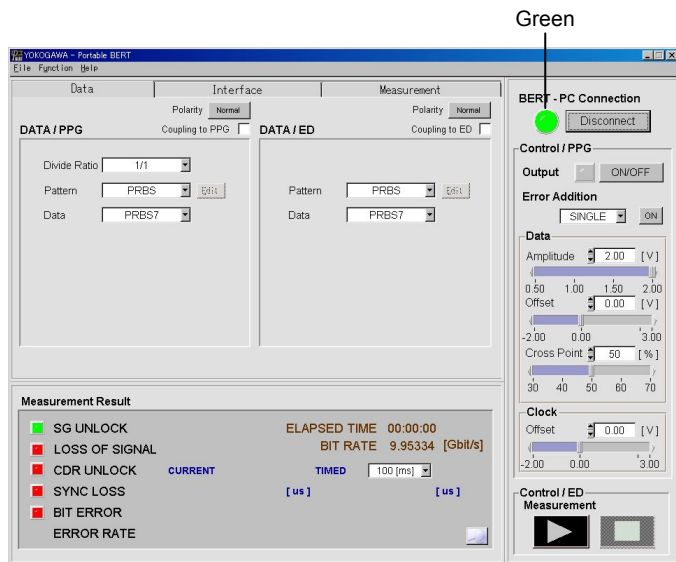 Green
YOKOGAWA - Portable BERT
File Function Help
Data Interface Measurement
Polarity Normal Polarity Normal
DATA / PPG Coupling to PPG DATA / ED Coupling to ED
Divide Ratio 1/1
Pattern PRBS Edit Pattern PRBS Edit
Data PRBS7 Data PRBS7
Measurement Result
SG UNLOCK ELAPSED TIME 00:00:00
LOSS OF SIGNAL BIT RATE 9.95334 [Gbit/s]
CDR UNLOCK CURRENT TIMED 100 [ms]
SYNC LOSS [ us ] [ us ]
BIT ERROR
ERROR RATE
BERT - PC Connection
Disconnect
Control / PPG
Output ON/OFF
Error Addition
SINGLE ON
Data
Amplitude 2.00 [ V ]
0.50 1.00 1.50 2.00
Offset 0.00 [ V ]
-2.00 0.00 3.00
Cross Point 50 [ % ]
30 40 50 60 70
Clock
Offset 0.00 [ V ]
-2.00 0.00 3.00
Control / ED
Measurement